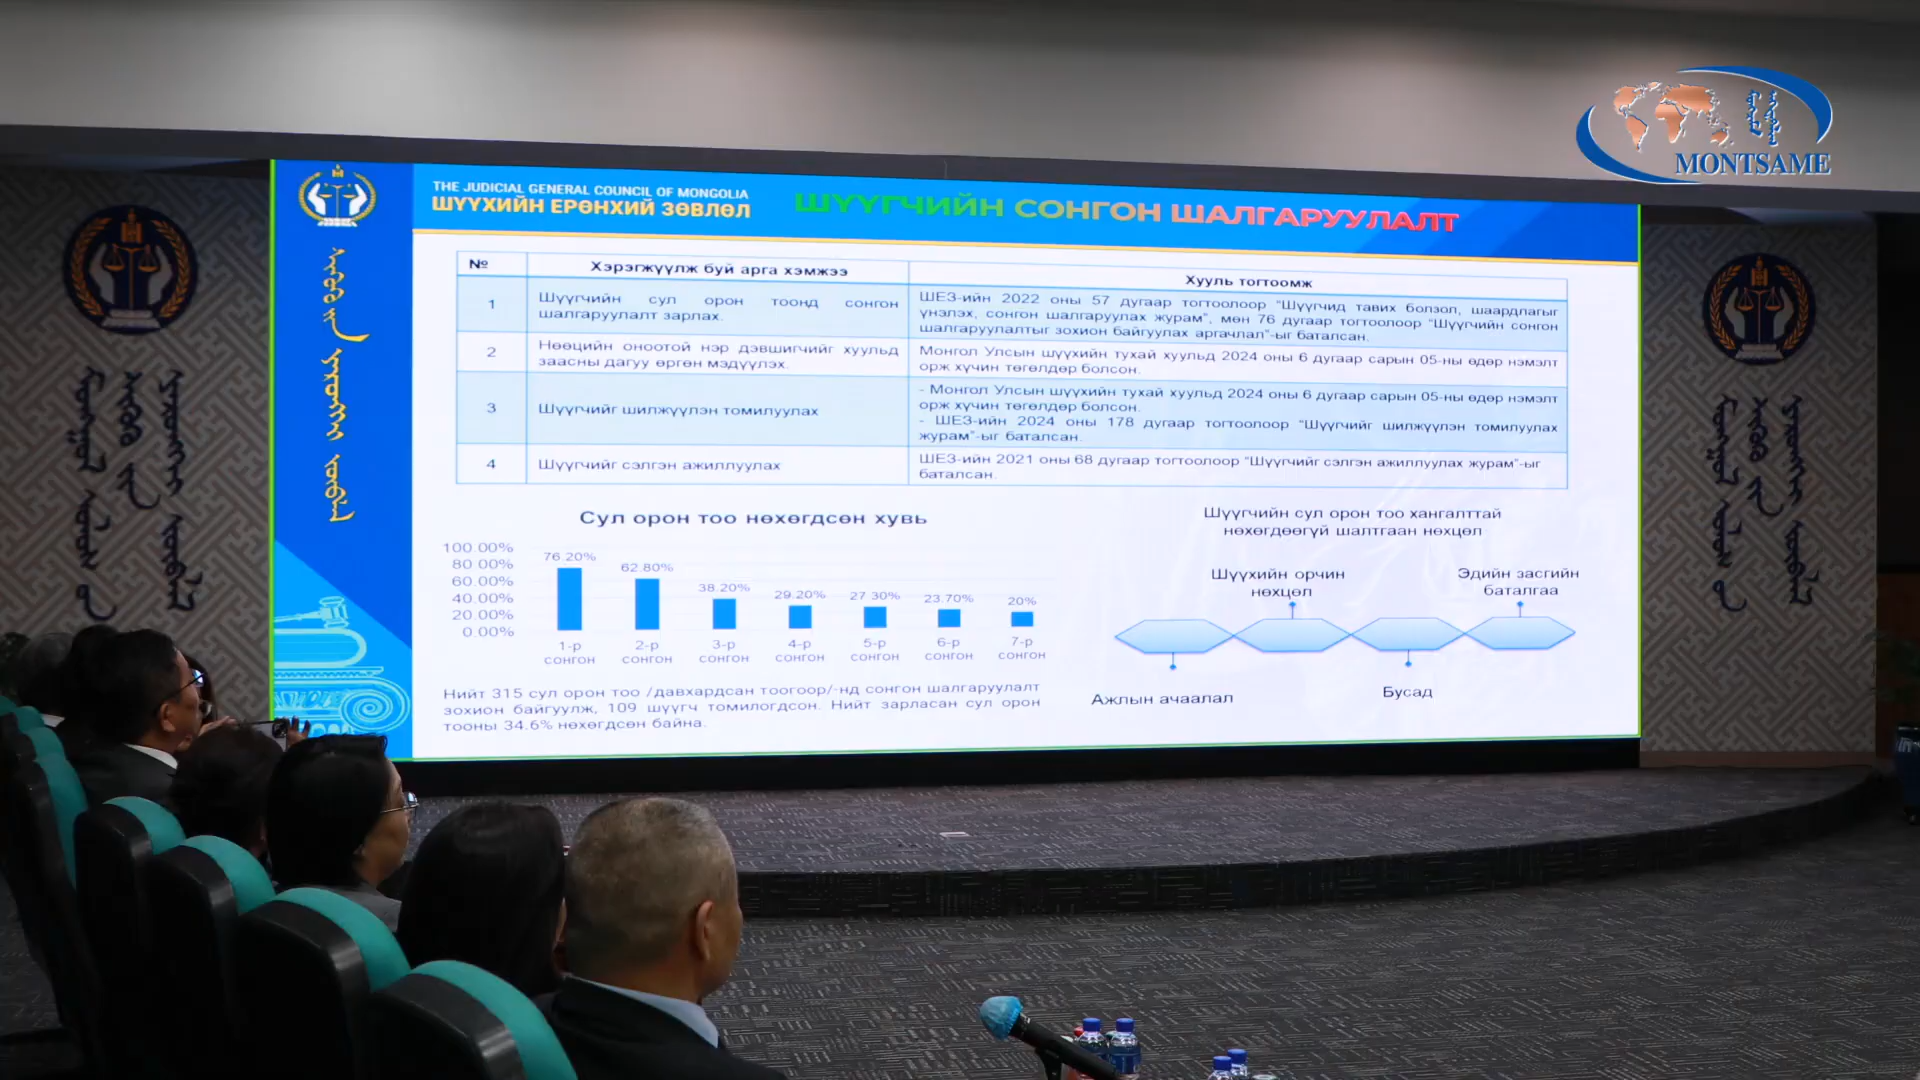 MONTSAME
THE JUDICIAL GENERAL COUNCIL OF MONGOLIA
ШҮҮХИЙН ЕРӨНХИЙ ЗӨВЛӨЛ
ШҮҮГЧИЙН СОНГОН ШАЛГАРУУЛАЛТ
№ Хэрэгжүүлж буй арга хэмжээ Хууль тогтоомж
1
Шүүгчийн сул орон тоонд сонгон
шалгаруулалт зарлах.
ШЕЗ-ийн 2022 оны 57 дугаар тогтоолоор "Шүүгчид тавих болзол, шаардлагыг
үнэлэх, сонгон шалгаруулах журам", мөн 76 дугаар тогтоолоор "Шүүгчийн сонгон
шалгаруулалтыг зохион байгуулах аргачлал"-ыг баталсан.
2
Нөөцийн оноотой нэр дэвшигчийг хуульд
заасны дагуу өргөн мэдүүлэх.
Монгол Улсын шүүхийн тухай хуульд 2024 оны 6 дугаар сарын 05-ны өдөр нэмэлт
орж хүчин төгөлдөр болсон.
3
Шүүгчийг шилжүүлэн томилуулах
- Монгол Улсын шүүхийн тухай хуульд 2024 оны 6 дугаар сарын 05-ны өдөр нэмэлт
орж хүчин төгөлдөр болсон.
- ШЕЗ-ийн 2024 оны 178 дугаар тогтоолоор "Шүүгчийг шилжүүлэн томилуулах
журам"-ыг баталсан.
4
Шүүгчийг сэлгэн ажиллуулах
ШЕЗ-ийн 2021 оны 68 дугаар тогтоолоор "Шүүгчийг сэлгэн ажиллуулах журам"-ыг
баталсан.
Сул орон тоо нөхөгдсөн хувь
100.00%
80.00%
60.00%
40.00%
20.00%
0.00%
76.20% 62.80% 38.20% 29.20% 27.30% 23.70% 20%
1-р 2-р 3-р 4-р 5-р 6-р 7-р
сонгон сонгон сонгон сонгон сонгон сонгон сонгон
Нийт 315 сул орон тоо /давхардсан тоогоор/-нд сонгон шалгаруулалт
зохион байгуулж, 109 шүүгч томилогдсон. Нийт зарласан сул орон
тооны 34.6% нөхөгдсөн байна.
Шүүгчийн сул орон тоо хангалттай
нөхөгдөөгүй шалтгаан нөхцөл
Шүүхийн орчин
нөхцөл
Эдийн засгийн
баталгаа
Ажлын ачаалал
Бусад